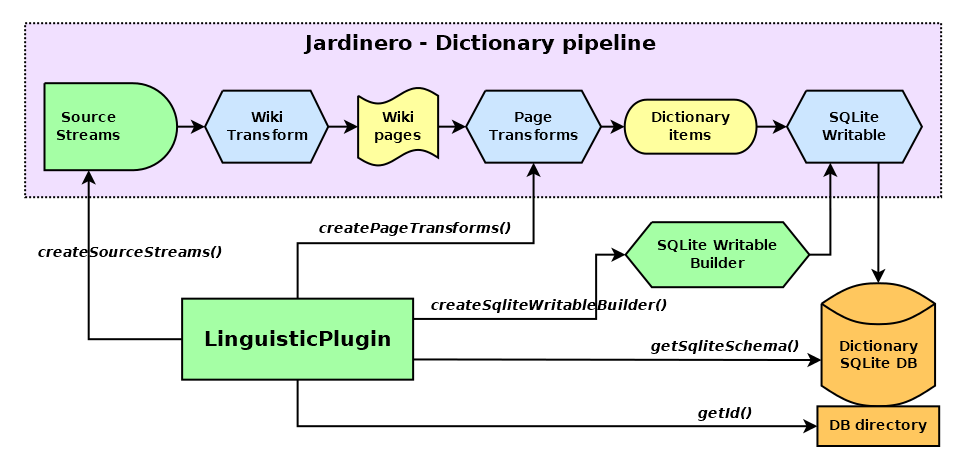 Jardinero - Dictionary pipeline
Source
Streams
Wiki
Transform
Wiki
pages
Page
Transforms
Dictionary
items
SQLite
Writable
createSourceStreams()
createPageTransforms()
SQLite Writable
Builder
createSqliteWritableBuilder()
LinguisticPlugin
getSqliteSchema()
Dictionary
SQLite DB
getId()
DB directory